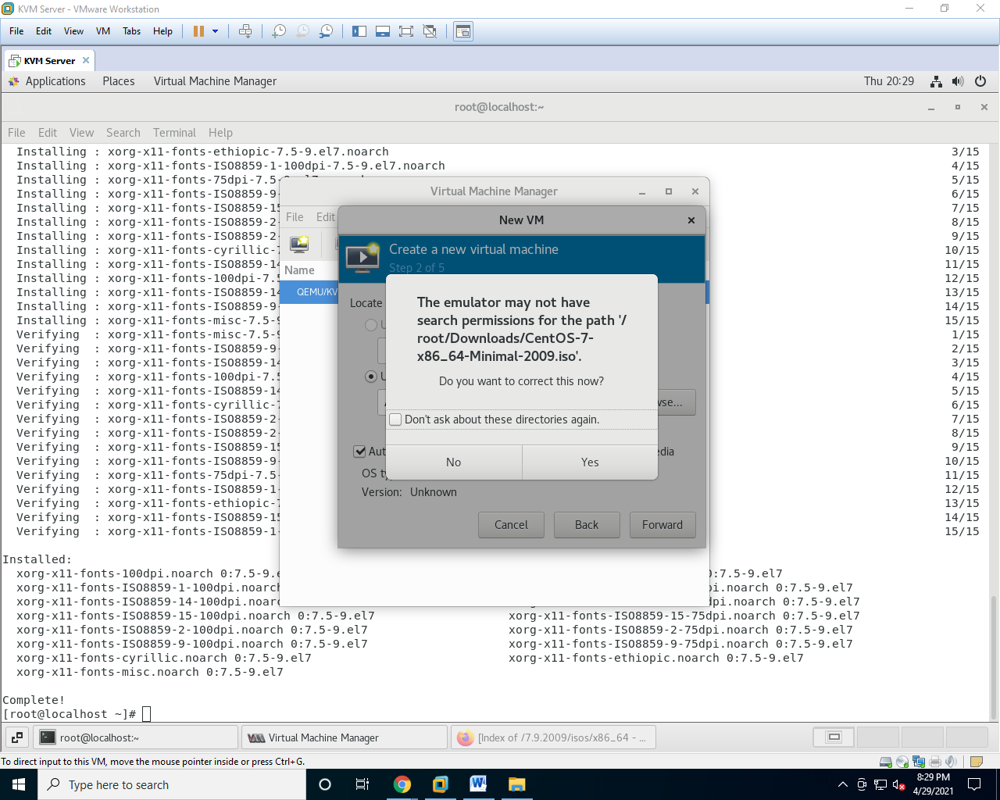 KVM Server - VMware Workstation
File Edit View VM Tabs Help
KVM Server
Applications Places Virtual Machine Manager Thu 20:29
root@localhost:~
File Edit View Search Terminal Help
Installing : xorg-x11-fonts-ethiopic-7.5-9.el7.noarch 3/15
Installing : xorg-x11-fonts-ISO8859-1-100dpi-7.5-9.el7.noarch 4/15
Installing : xorg-x11-fonts-75dpi-7.5- 5/15
Installing : xorg-x11-fonts-ISO8859-9- 6/15
Installing : xorg-x11-fonts-ISO8859-15 7/15
Installing : xorg-x11-fonts-ISO8859-2- 8/15
Installing : xorg-x11-fonts-ISO8859-2- 9/15
Installing : xorg-x11-fonts-cyrillic-7 10/15
Installing : xorg-x11-fonts-ISO8859-14 11/15
Installing : xorg-x11-fonts-100dpi-7.5 12/15
Installing : xorg-x11-fonts-ISO8859-14 13/15
Installing : xorg-x11-fonts-ISO8859-9- 14/15
Installing : xorg-x11-fonts-misc-7.5-9 15/15
Verifying : xorg-x11-fonts-misc-7.5-9 1/15
Verifying : xorg-x11-fonts-ISO8859-9- 2/15
Verifying : xorg-x11-fonts-ISO8859-14 3/15
Verifying : xorg-x11-fonts-100dpi-7.5 4/15
Verifying : xorg-x11-fonts-ISO8859-14 5/15
Verifying : xorg-x11-fonts-cyrillic-7 6/15
Verifying : xorg-x11-fonts-ISO8859-2- 7/15
Verifying : xorg-x11-fonts-ISO8859-2- 8/15
Verifying : xorg-x11-fonts-ISO8859-15 9/15
Verifying : xorg-x11-fonts-ISO8859-9- 10/15
Verifying : xorg-x11-fonts-75dpi-7.5- 11/15
Verifying : xorg-x11-fonts-ISO8859-1- 12/15
Verifying : xorg-x11-fonts-ethiopic-7 13/15
Verifying : xorg-x11-fonts-ISO8859-15 14/15
Verifying : xorg-x11-fonts-ISO8859-1- 15/15
Installed:
xorg-x11-fonts-100dpi.noarch 0:7.5-9.e 0:7.5-9.el7
xorg-x11-fonts-ISO8859-1-100dpi.noarch pi.noarch 0:7.5-9.el7
xorg-x11-fonts-ISO8859-14-100dpi.noarc dpi.noarch 0:7.5-9.el7
xorg-x11-fonts-ISO8859-15-100dpi.noarch 0:7.5-9.el7 xorg-x11-fonts-ISO8859-15-75dpi.noarch 0:7.5-9.el7
xorg-x11-fonts-ISO8859-2-100dpi.noarch 0:7.5-9.el7 xorg-x11-fonts-ISO8859-2-75dpi.noarch 0:7.5-9.el7
xorg-x11-fonts-ISO8859-9-100dpi.noarch 0:7.5-9.el7 xorg-x11-fonts-ISO8859-9-75dpi.noarch 0:7.5-9.el7
xorg-x11-fonts-cyrillic.noarch 0:7.5-9.el7 xorg-x11-fonts-ethiopic.noarch 0:7.5-9.el7
xorg-x11-fonts-misc.noarch 0:7.5-9.el7
Complete!
[root@localhost ~]#
Virtual Machine Manager
File Edit
Name
QEMU/KV
New VM
Create a new virtual machine
Step 2 of 5
Locate
wse...
Aut edia
OS ty
Version: Unknown
Cancel Back Forward
The emulator may not have
search permissions for the path '/
root/Downloads/CentOS-7-
x86_64-Minimal-2009.iso'.
Do you want to correct this now?
Don't ask about these directories again.
No Yes
root@localhost:~ Virtual Machine Manager [Index of /7.9.2009/isos/x86_64 - ...
To direct input to this VM, move the mouse pointer inside or press Ctrl+G.
Type here to search
8:29 PM
4/29/2021